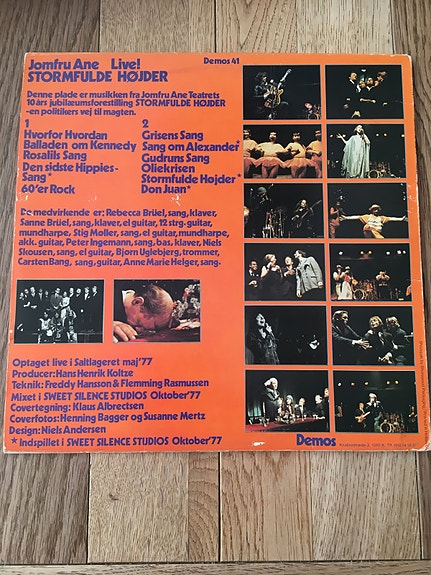 Jomfru Ane Live! Demos 41
STORMFULDE HØJDER
Denne plade er musikken fra Jomfru Ane Teatrets
10 års jubilæumsforestilling STORMFULDE HØJDER
-en politikers vej til magten.
1
Hvorfor Hvordan
Balladen om Kennedy
Rosalils Sang
Den sidste Hippies-
Sang*
60'er Rock
2
Grisens Sang
Sang om Alexander
Gudruns Sang
Oliekrisen
Stormfulde Højder*
Don Juan*
De medvirkende er: Rebecca Brüel, sang, klaver,
Sanne Brüel, sang, klaver, el guitar, 12 strg. guitar,
mundharpe, Stig Møller, sang, el guitar, mundharpe,
akk. guitar, Peter Ingemann, sang, bas, klaver, Niels
Skousen, sang, el guitar, Bjørn Uglebjerg, trommer,
Carsten Bang, sang, guitar, Anne Marie Helger, sang.
Optaget live i Saltlageret maj '77
Producer: Hans Henrik Koltze
Teknik: Freddy Hansson & Flemming Rasmussen
Mixet i SWEET SILENCE STUDIOS Oktober '77
Covertegning: Klaus Albrectsen
Coverfotos: Henning Bagger og Susanne Mertz
Design: Niels Andersen
* Indspillet i SWEET SILENCE STUDIOS Oktober '77
Demos